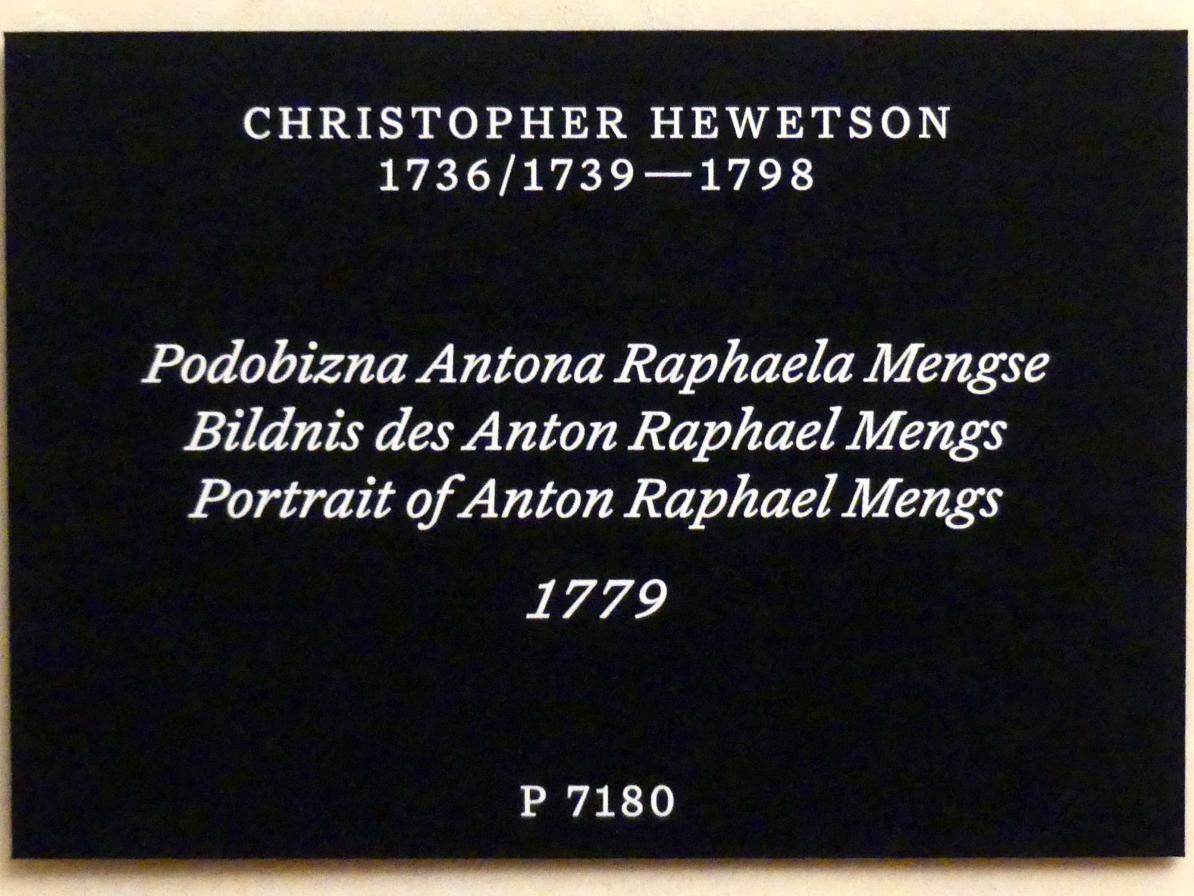 CHRISTOPHER HEWETSON
1736/1739—1798
Podobizna Antona Raphaela Mengse
Bildnis des Anton Raphael Mengs
Portrait of Anton Raphael Mengs
1779
P 7180